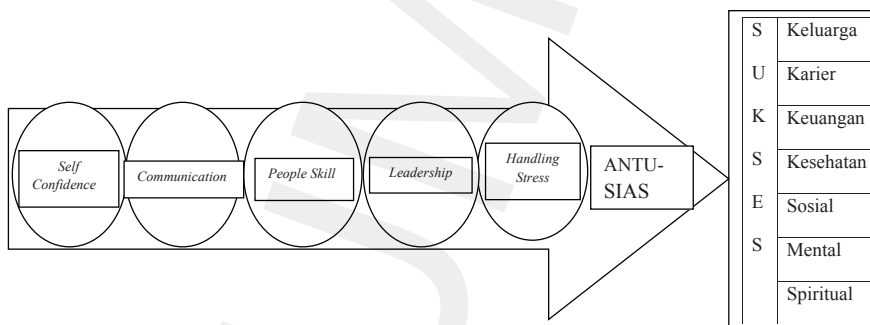 Self
Confidence
Communication
People Skill
Leadership
Handling
Stress
ANTU-
SIAS
S
U
K
S
E
S
Keluarga
Karier
Keuangan
Kesehatan
Sosial
Mental
Spiritual